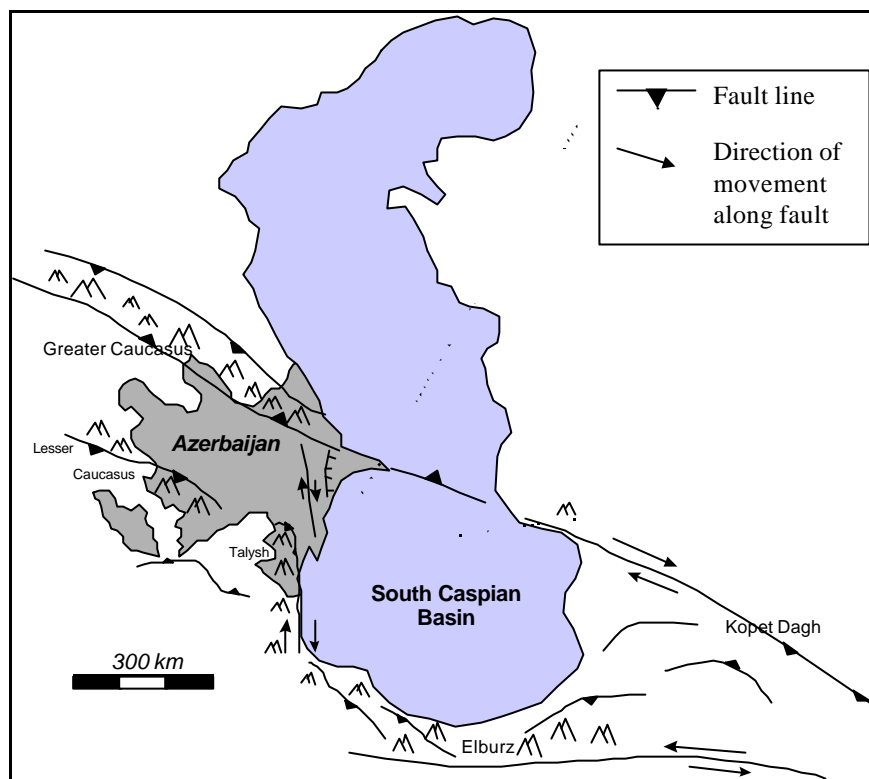 Fault line
Direction of
movement
along fault
Greater Caucasus
Azerbaijan
Lesser
Caucasus
Talysh
South Caspian
Basin
Kopet Dagh
300 km
Elburz